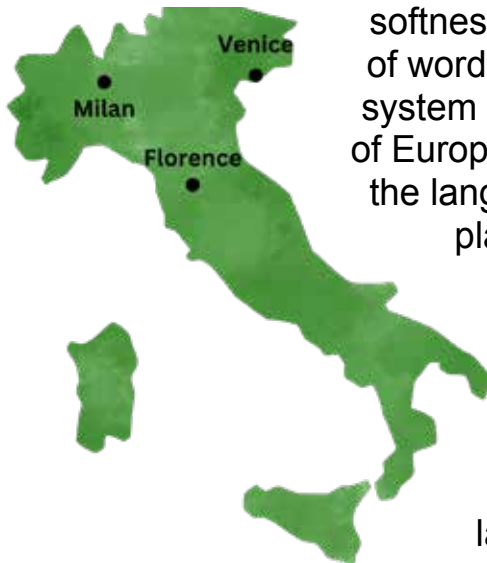 softnes
of word
system
of Europ
the lang
pla
la
Venice
Milan
Florence